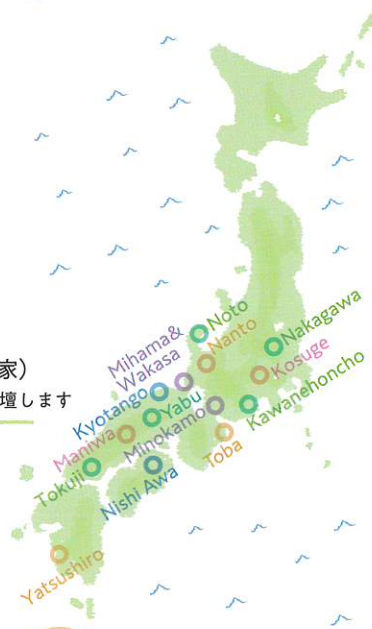 Noto
Nanto
Nakagawa
Kosuge
Kawanehoncho
Mihama&
Wakasa
Kyotango
Yabu
Minokamo
Toba
Maniwa
Tokuji
Nishi Awa
Yatsushiro
家)
壇します